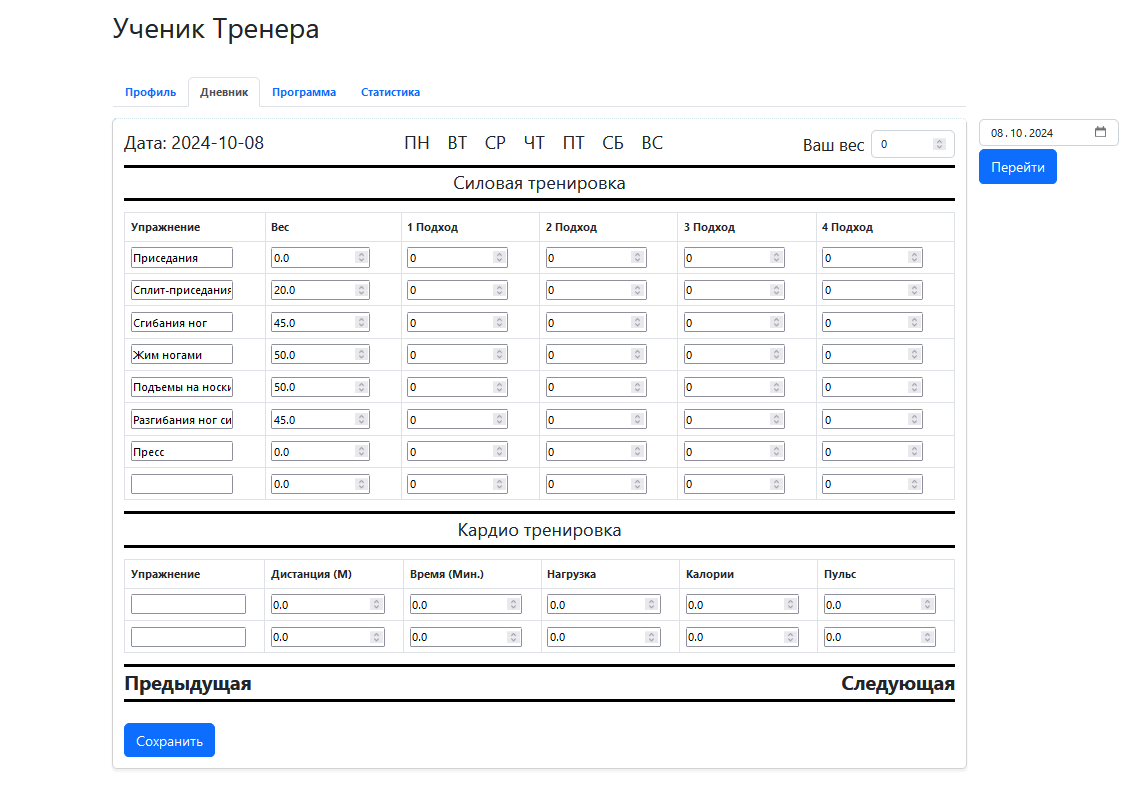 Ученик Тренера
Профиль Дневник Программа Статистика
Дата: 2024-10-08 ПН ВТ СР ЧТ ПТ СБ ВС Ваш вес 0
08.10.2024
Перейти
Силовая тренировка
Упражнение Вес 1 Подход 2 Подход 3 Подход 4 Подход
Приседания 0.0 0 0 0 0
Сплит-приседания 20.0 0 0 0 0
Сгибания ног 45.0 0 0 0 0
Жим ногами 50.0 0 0 0 0
Подъемы на носки 50.0 0 0 0 0
Разгибания ног си 45.0 0 0 0 0
Пресс 0.0 0 0 0 0
0.0 0 0 0 0
Кардио тренировка
Упражнение Дистанция (М) Время (Мин.) Нагрузка Калории Пульс
0.0 0.0 0.0 0.0 0.0
0.0 0.0 0.0 0.0 0.0
Предыдущая Следующая
Сохранить